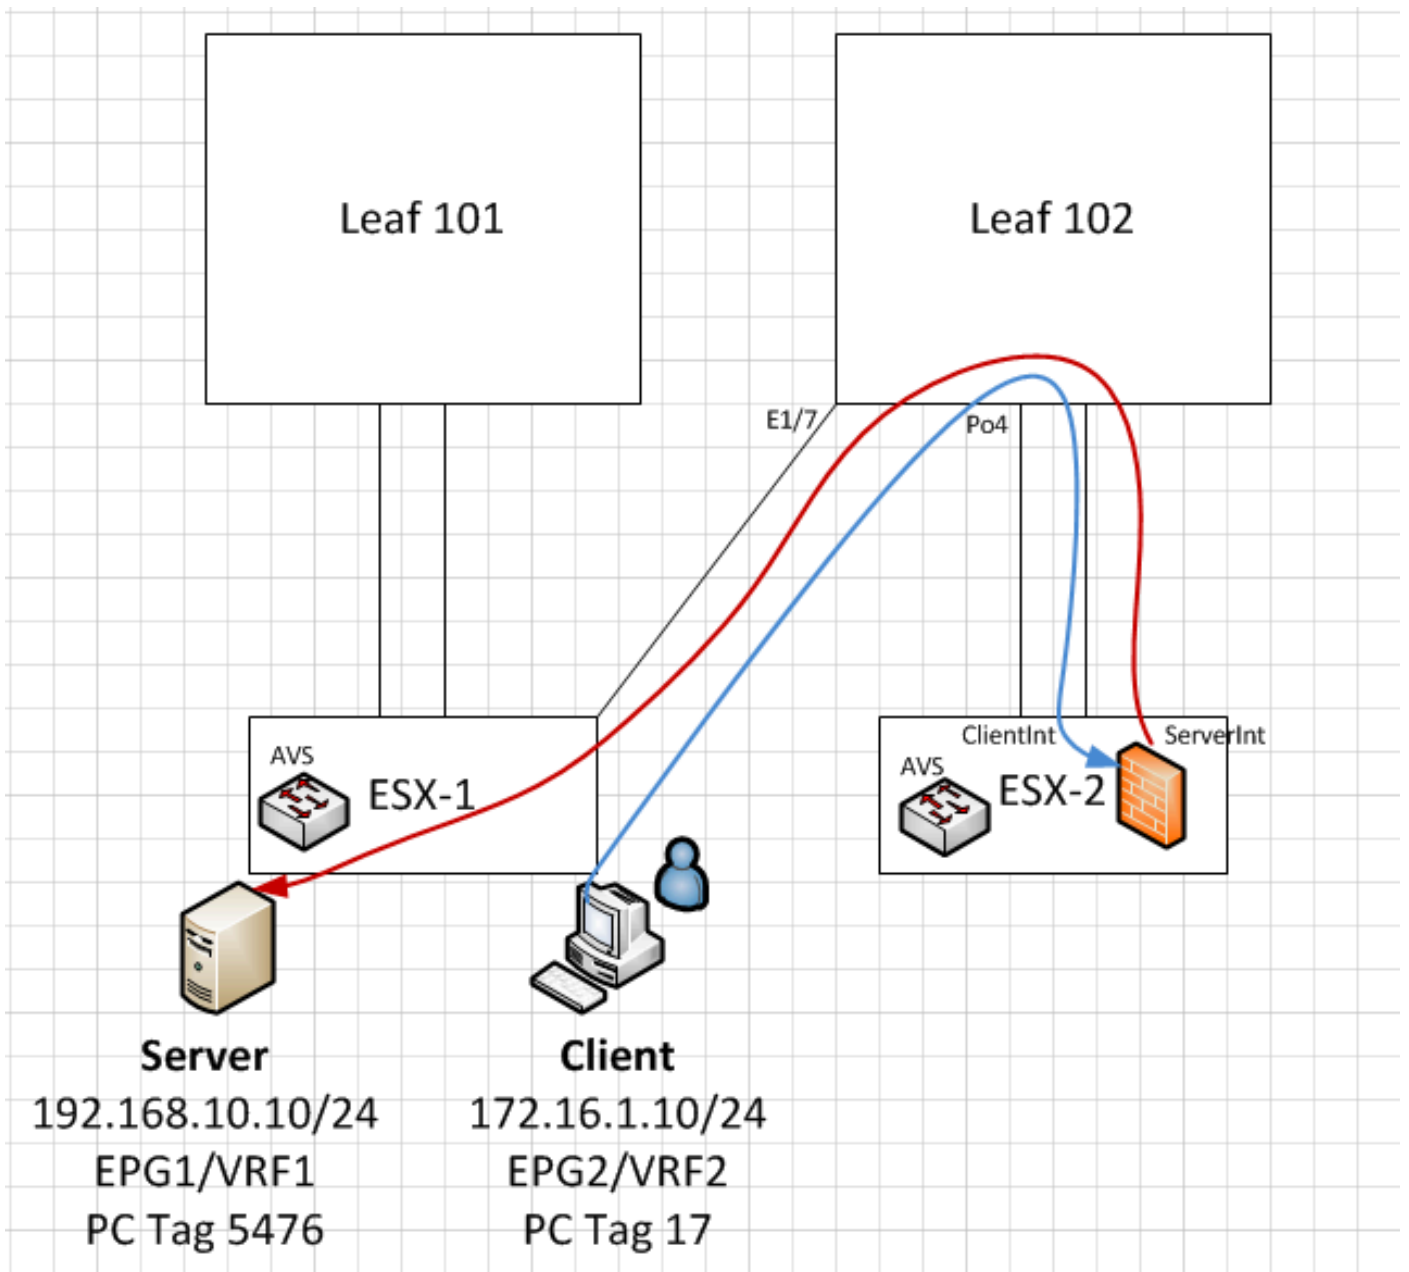 Leaf 101
Leaf 102
E1/7
Po4
ClientInt
ServerInt
AVS
ESX-1
AVS
ESX-2
Server
192.168.10.10/24
EPG1/VRF1
PC Tag 5476
Client
172.16.1.10/24
EPG2/VRF2
PC Tag 17